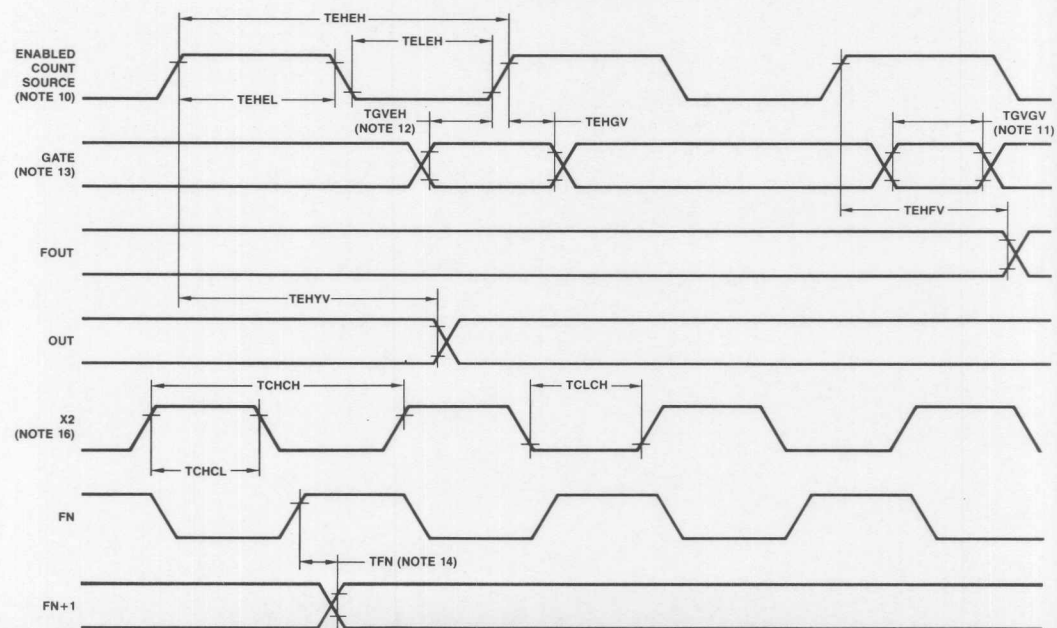 TEHEH
ENABLED
COUNT
SOURCE
(NOTE 10)
TELEH
TEHEL
TGVEH
(NOTE 12)
TEHGV
TGVGV
(NOTE 11)
GATE
(NOTE 13)
TEHFV
FOUT
TEHYV
OUT
TCHCH
TCLCH
X2
(NOTE 16)
TCHCL
FN
TFN (NOTE 14)
FN+1